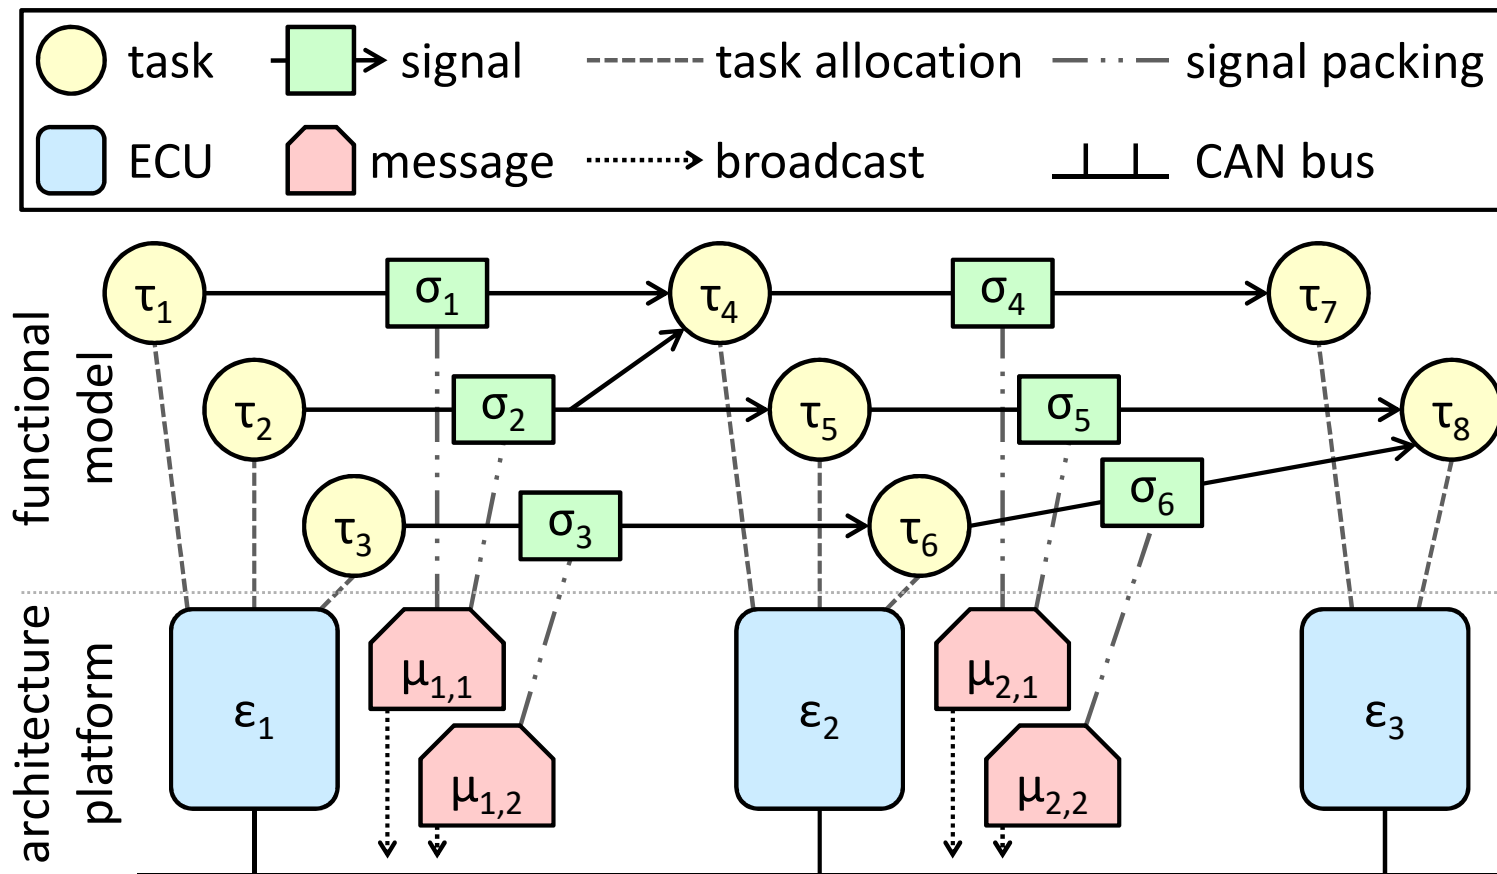 task signal task allocation signal packing
ECU message broadcast CAN bus
functional model
τ1 σ1 τ4 σ4 τ7
τ2 σ2 τ5 σ5 τ8
τ3 σ3 τ6 σ6
architecture platform
ε1 μ1,1 ε2 μ2,1 ε3
μ1,2 μ2,2